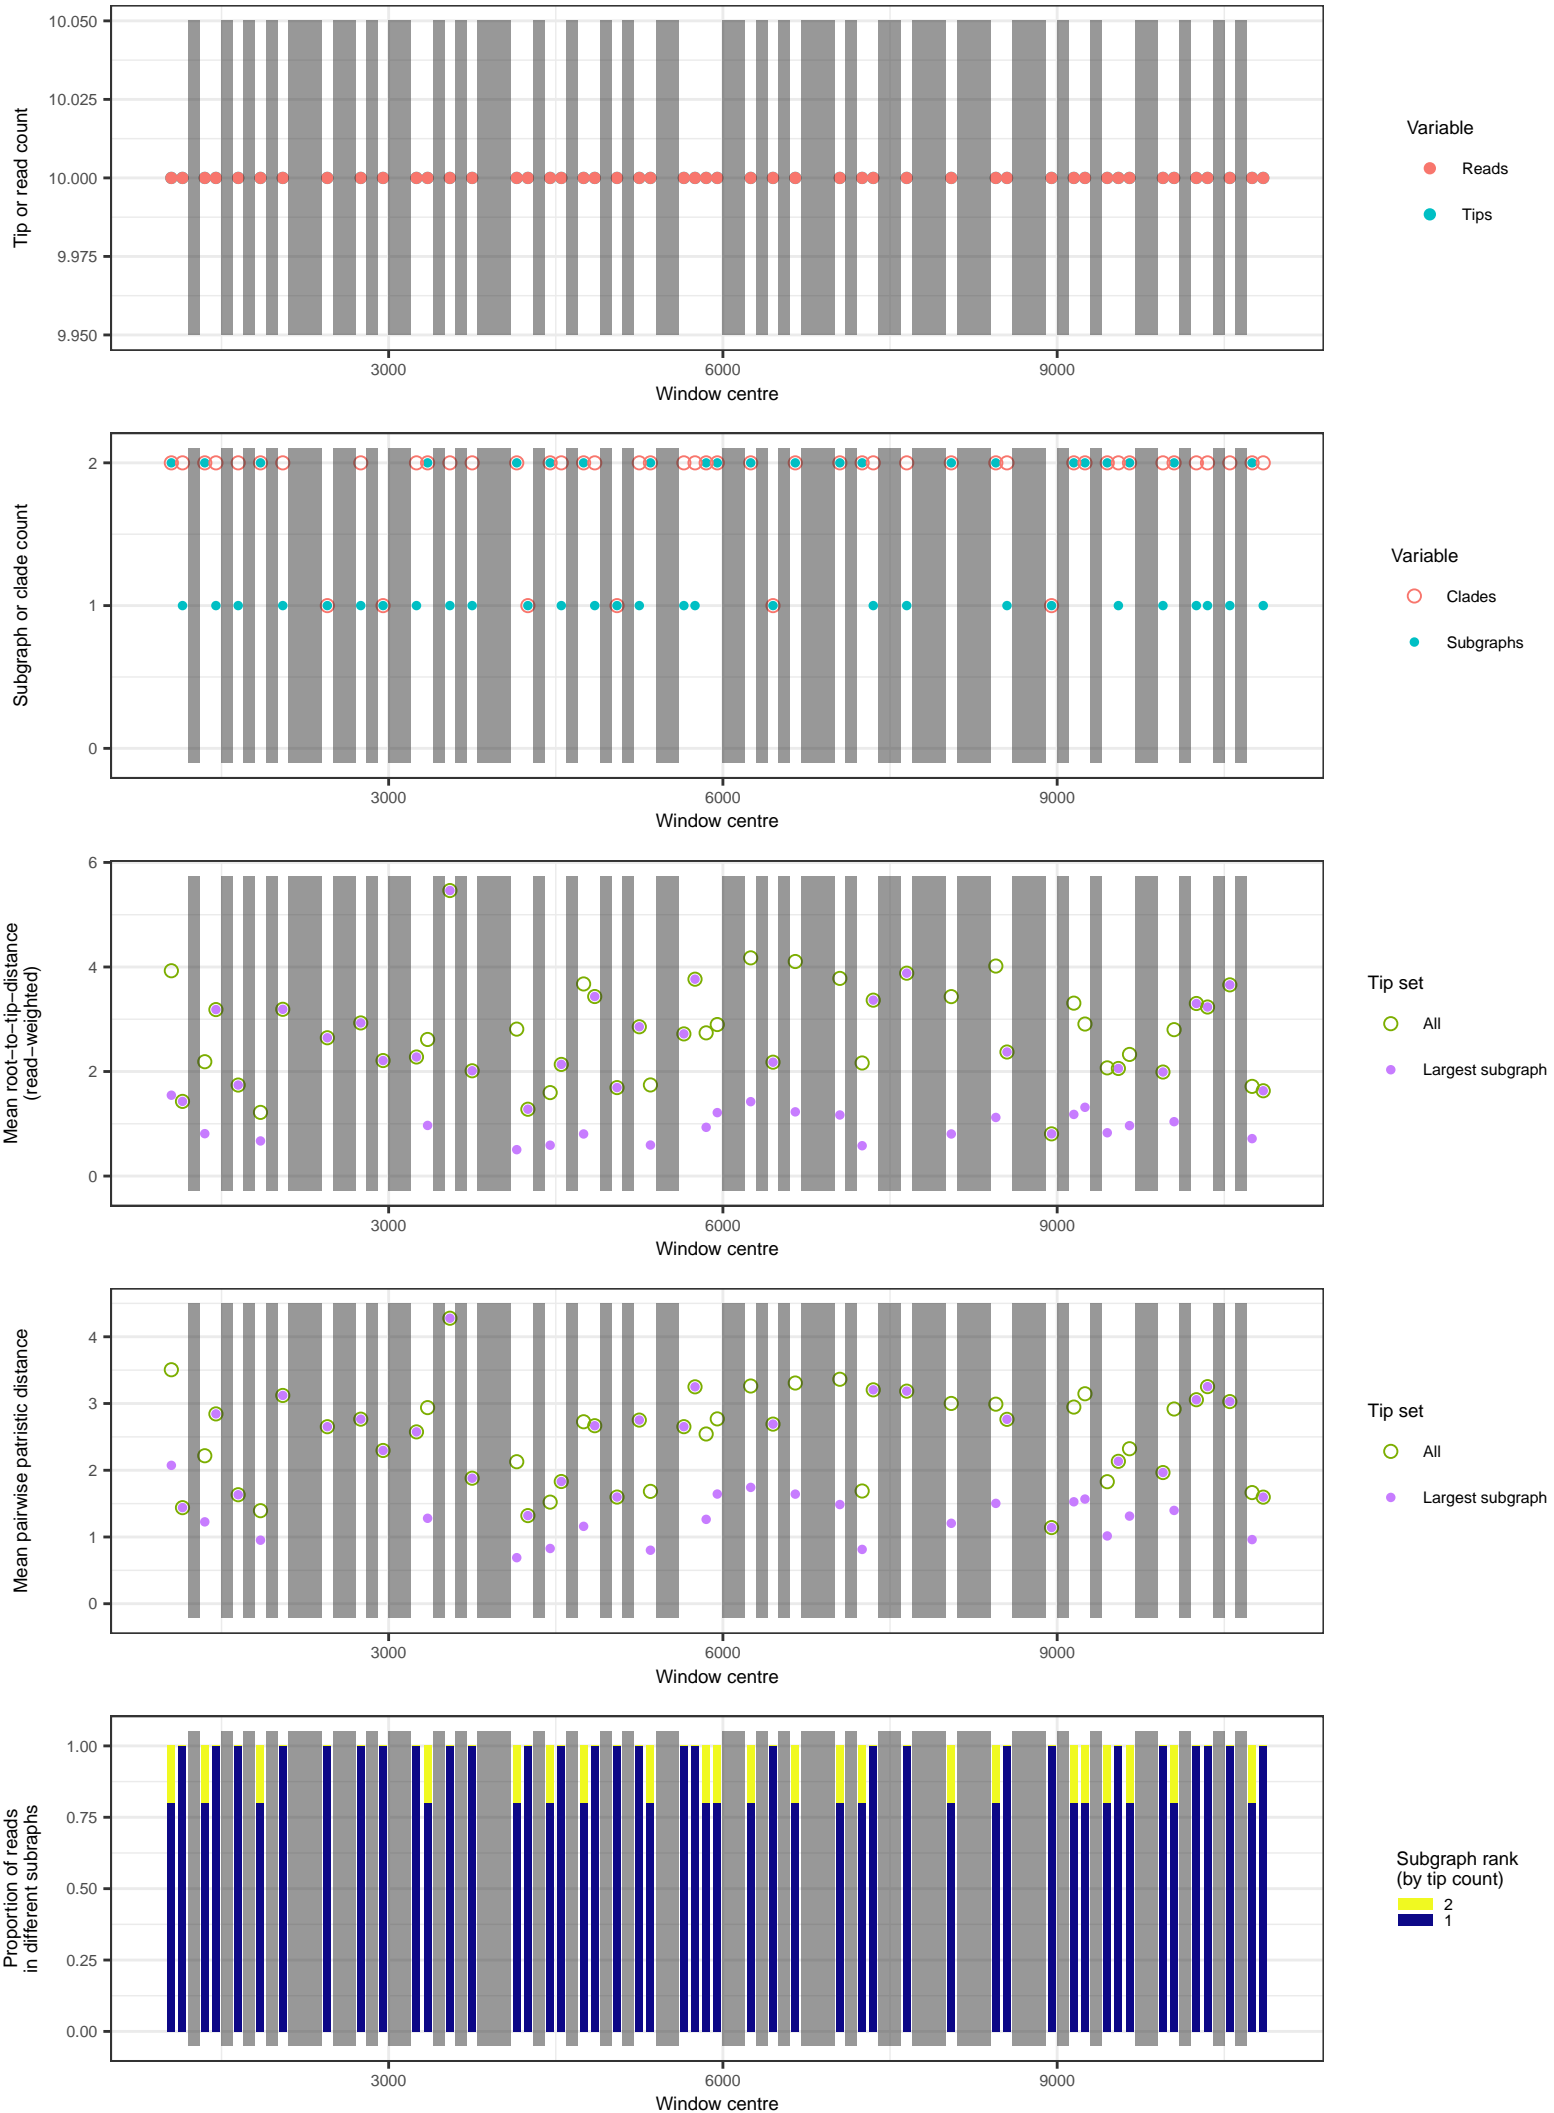 10.050
10.025
10.000
9.975
9.950
Tip or read count
3000
6000
9000
Window centre
Variable
Reads
Tips
2
1
0
Subgraph or clade count
3000
6000
9000
Window centre
Variable
Clades
Subgraphs
6
4
2
0
Mean root−to−tip−distance
(read−weighted)
3000
6000
9000
Window centre
Tip set
All
Largest subgraph
4
3
2
1
0
Mean pairwise patristic distance
3000
6000
9000
Window centre
Tip set
All
Largest subgraph
1.00
0.75
0.50
0.25
0.00
Proportion of reads
in different subraphs
3000
6000
9000
Window centre
Subgraph rank
(by tip count)
2
1